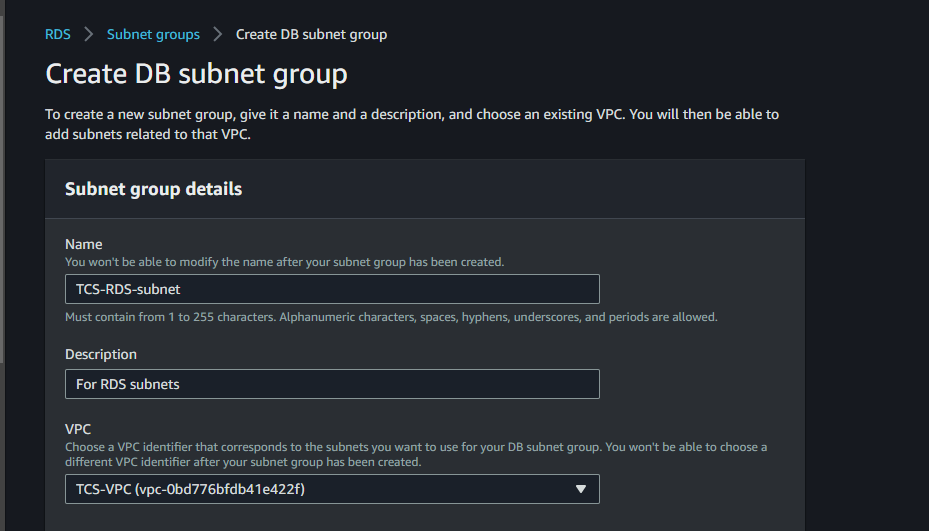 RDS > Subnet groups > Create DB subnet group
Create DB subnet group
To create a new subnet group, give it a name and a description, and choose an existing VPC. You will then be able to
add subnets related to that VPC.
Subnet group details
Name
You won't be able to modify the name after your subnet group has been created.
TCS-RDS-subnet
Must contain from 1 to 255 characters. Alphanumeric characters, spaces, hyphens, underscores, and periods are allowed.
Description
For RDS subnets
VPC
Choose a VPC identifier that corresponds to the subnets you want to use for your DB subnet group. You won't be able to choose a
different VPC identifier after your subnet group has been created.
TCS-VPC (vpc-0bd776bfdb41e422f)